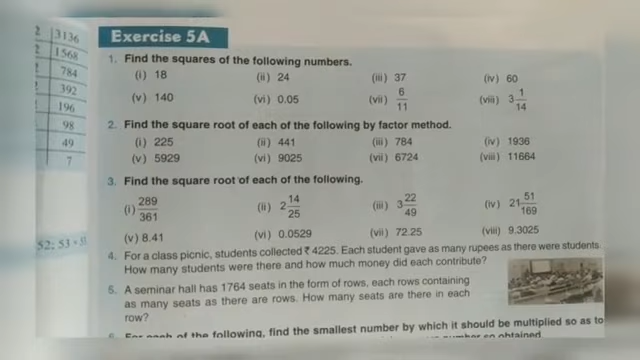 2 3136
2 1568
784
392
196
98
49
7
52; 53 ×
Exercise 5A
1. Find the squares of the following numbers.
(i) 18 (ii) 24 (iii) 37 (iv) 60
(v) 140 (vi) 0.05 (vii) 6/11 (viii) 3 1/14
2. Find the square root of each of the following by factor method.
(i) 225 (ii) 441 (iii) 784 (iv) 1936
(v) 5929 (vi) 9025 (vii) 6724 (viii) 11664
3. Find the square root of each of the following.
(i) 289/361 (ii) 2 14/25 (iii) 3 22/49 (iv) 21 51/169
(v) 8.41 (vi) 0.0529 (vii) 72.25 (viii) 9.3025
4. For a class picnic, students collected ₹ 4225. Each student gave as many rupees as there were students.
How many students were there and how much money did each contribute?
5. A seminar hall has 1764 seats in the form of rows, each rows containing
as many seats as there are rows. How many seats are there in each
row?
6. For each of the following, find the smallest number by which it should be multiplied so as to
number so obtained